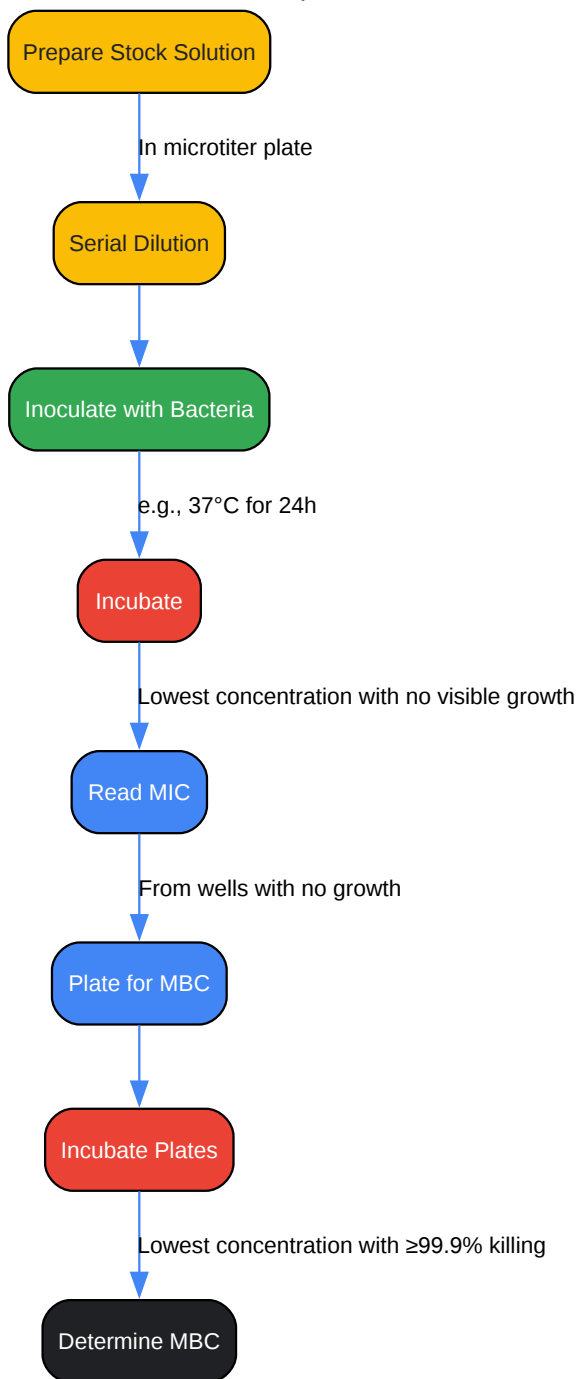 Prepare Stock Solution
In microtiter plate
Serial Dilution
Inoculate with Bacteria
e.g., 37°C for 24h
Incubate
Lowest concentration with no visible growth
Read MIC
From wells with no growth
Plate for MBC
Incubate Plates
Lowest concentration with ≥99.9% killing
Determine MBC